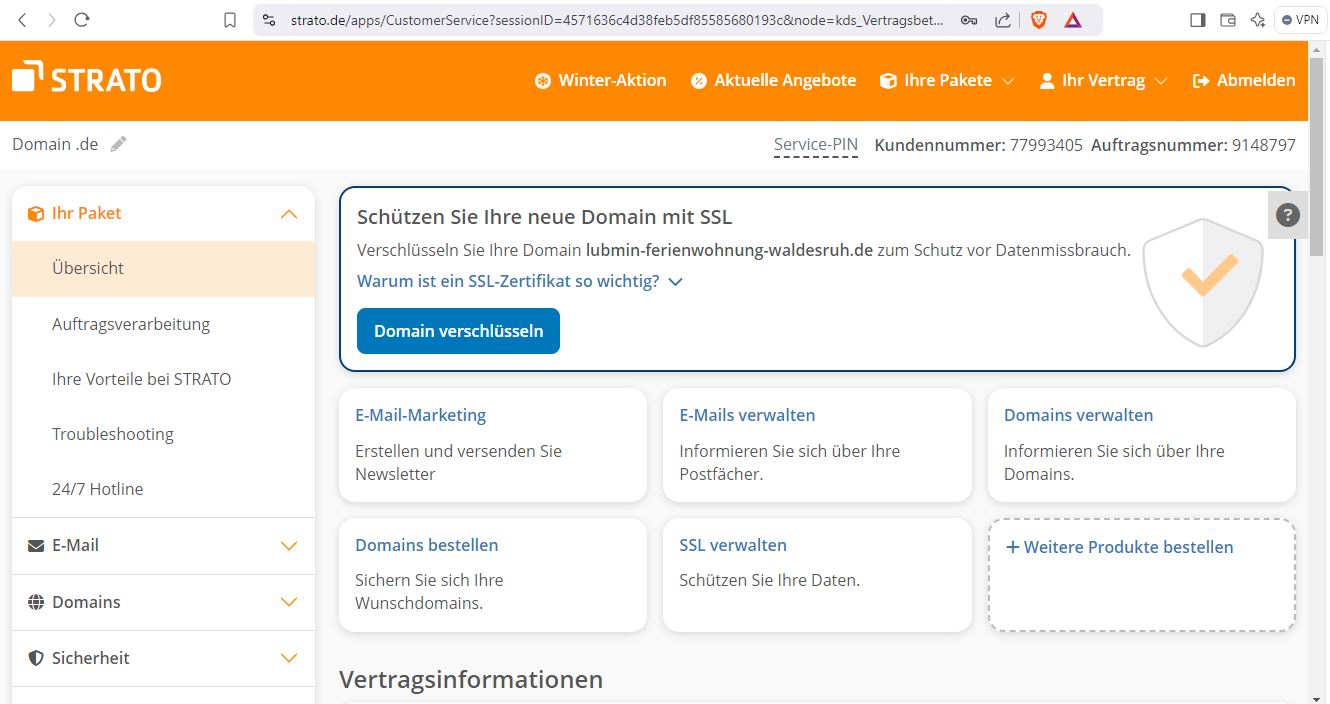 strato.de/apps/CustomerService?sessionID=4571636c4d38feb5df85585680193c&node=kds_Vertragsbet...
VPN
STRATO
Winter-Aktion
Aktuelle Angebote
Ihre Pakete
Ihr Vertrag
Abmelden
Domain .de
Service-PIN Kundennummer: 77993405 Auftragsnummer: 9148797
Ihr Paket
Übersicht
Auftragsverarbeitung
Ihre Vorteile bei STRATO
Troubleshooting
24/7 Hotline
E-Mail
Domains
Sicherheit
Schützen Sie Ihre neue Domain mit SSL
Verschlüsseln Sie Ihre Domain lubmin-ferienwohnung-waldesruh.de zum Schutz vor Datenmissbrauch.
Warum ist ein SSL-Zertifikat so wichtig?
Domain verschlüsseln
?
E-Mail-Marketing
Erstellen und versenden Sie
Newsletter
E-Mails verwalten
Informieren Sie sich über Ihre
Postfächer.
Domains verwalten
Informieren Sie sich über Ihre
Domains.
Domains bestellen
Sichern Sie sich Ihre
Wunschdomains.
SSL verwalten
Schützen Sie Ihre Daten.
+ Weitere Produkte bestellen
Vertragsinformationen